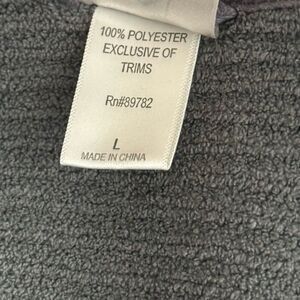 100% POLYESTER
EXCLUSIVE OF
TRIMS
Rn#89782
L
MADE IN CHINA